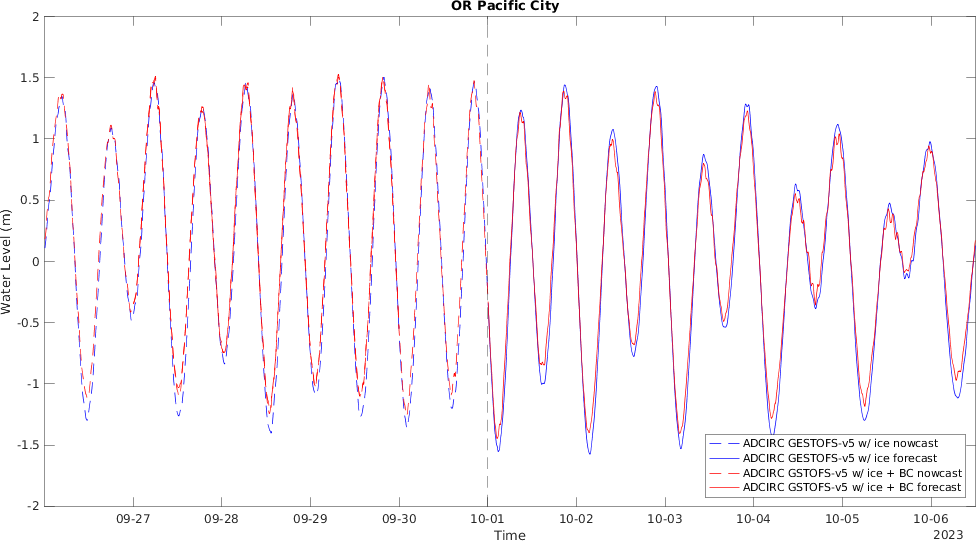 OR Pacific City
2
1.5
1
0.5
0
-0.5
-1
-1.5
-2
Water Level (m)
09-27 09-28 09-29 09-30 10-01 10-02 10-03 10-04 10-05 10-06
Time
2023
ADCIRC GESTOFS-v5 w/ ice nowcast
ADCIRC GESTOFS-v5 w/ ice forecast
ADCIRC GSTOFS-v5 w/ ice + BC nowcast
ADCIRC GSTOFS-v5 w/ ice + BC forecast